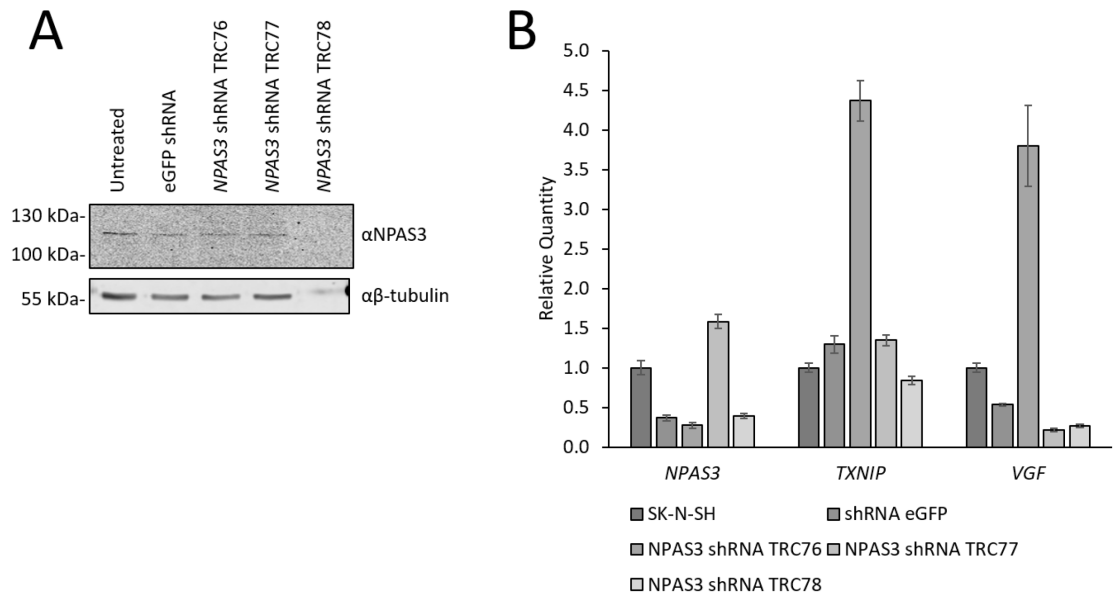 A
Untreated
eGFP shRNA
NPAS3 shRNA TRC76
NPAS3 shRNA TRC77
NPAS3 shRNA TRC78
130 kDa-
100 kDa-
αNPAS3
55 kDa-
αβ-tubulin
B
Relative Quantity
5.0
4.5
4.0
3.5
3.0
2.5
2.0
1.5
1.0
0.5
0.0
NPAS3 TXNIP VGF
SK-N-SH shRNA eGFP
NPAS3 shRNA TRC76 NPAS3 shRNA TRC77
NPAS3 shRNA TRC78